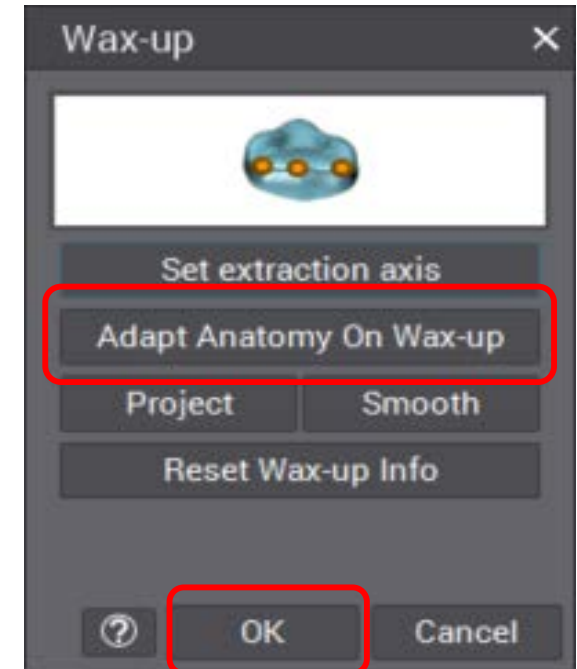 Wax-up ×
Set extraction axis
Adapt Anatomy On Wax-up
Project Smooth
Reset Wax-up Info
? OK Cancel